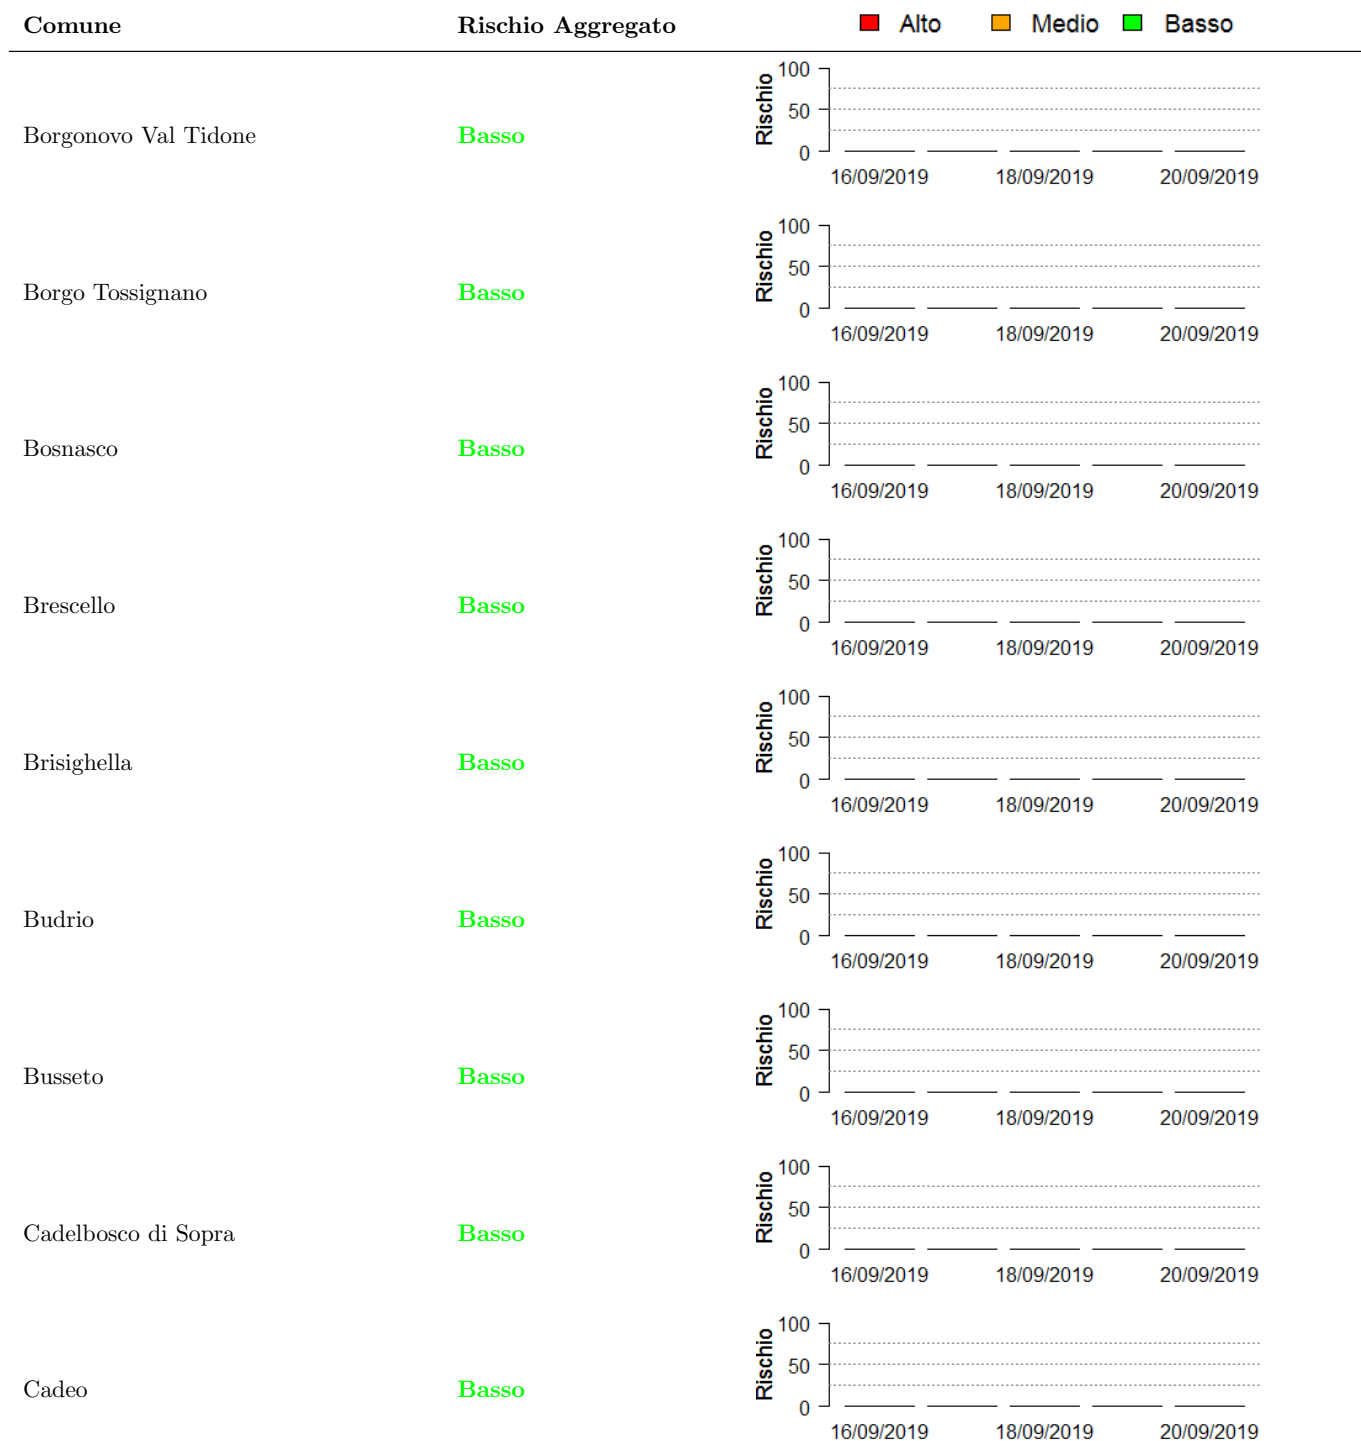 Comune Rischio Aggregato Alto Medio Basso
Borgonovo Val Tidone Basso
Rischio
100
50
0
16/09/2019 18/09/2019 20/09/2019
Borgo Tossignano Basso
Rischio
100
50
0
16/09/2019 18/09/2019 20/09/2019
Bosnasco Basso
Rischio
100
50
0
16/09/2019 18/09/2019 20/09/2019
Brescello Basso
Rischio
100
50
0
16/09/2019 18/09/2019 20/09/2019
Brisighella Basso
Rischio
100
50
0
16/09/2019 18/09/2019 20/09/2019
Budrio Basso
Rischio
100
50
0
16/09/2019 18/09/2019 20/09/2019
Busseto Basso
Rischio
100
50
0
16/09/2019 18/09/2019 20/09/2019
Cadelbosco di Sopra Basso
Rischio
100
50
0
16/09/2019 18/09/2019 20/09/2019
Cadeo Basso
Rischio
100
50
0
16/09/2019 18/09/2019 20/09/2019